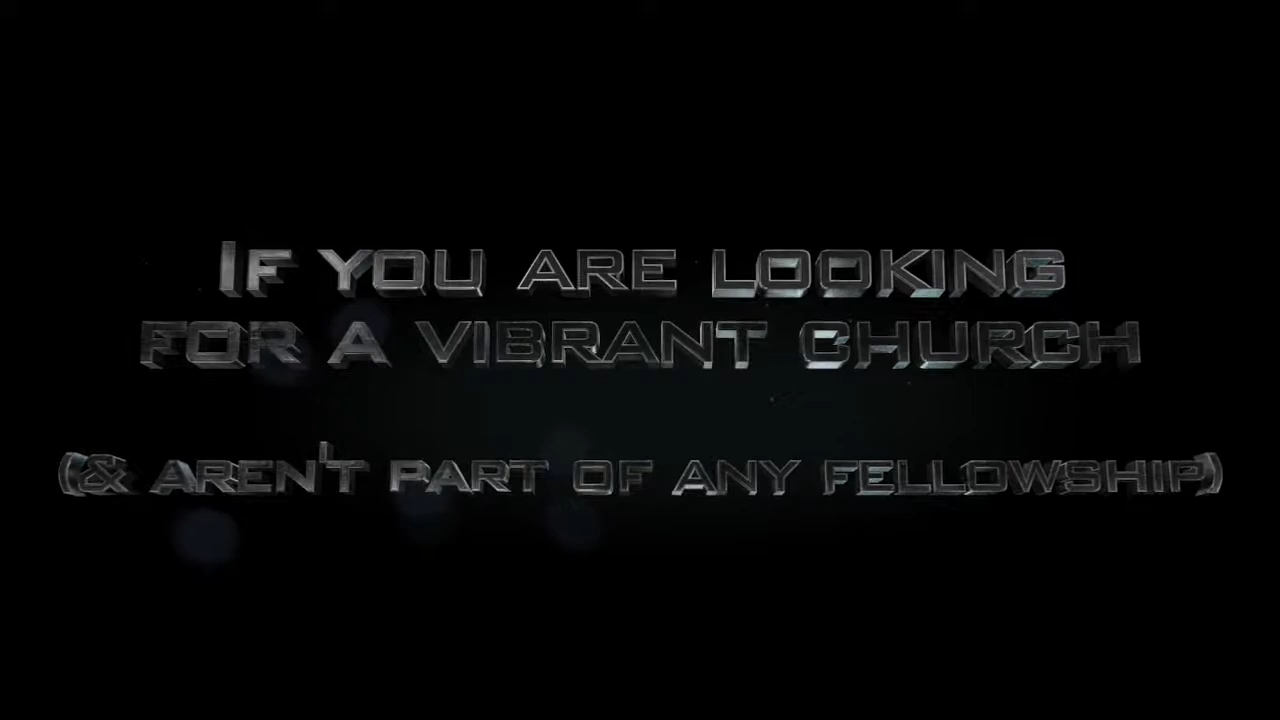 If you are looking
for a vibrant church
(& aren't part of any fellowship)